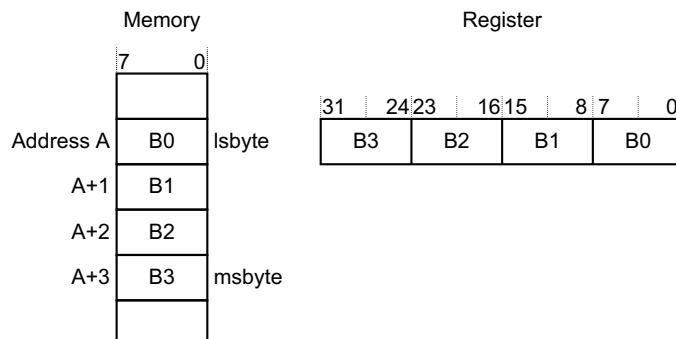 Memory Register
7 0
31 24 23 16 15 8 7 0
Address A B0 lsbyte B3 B2 B1 B0
A+1 B1
A+2 B2
A+3 B3 msbyte